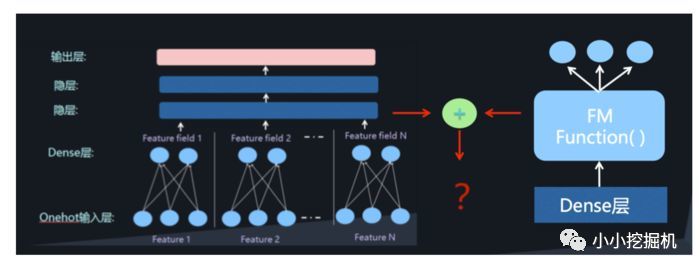 输出层:
隐层:
隐层:
Feature field 1
Feature field 2
Feature field N
Dense层:
Onehot输入层:
Feature 1
Feature 2
Feature N
+
?
FM
Function( )
Dense层
小小挖掘机